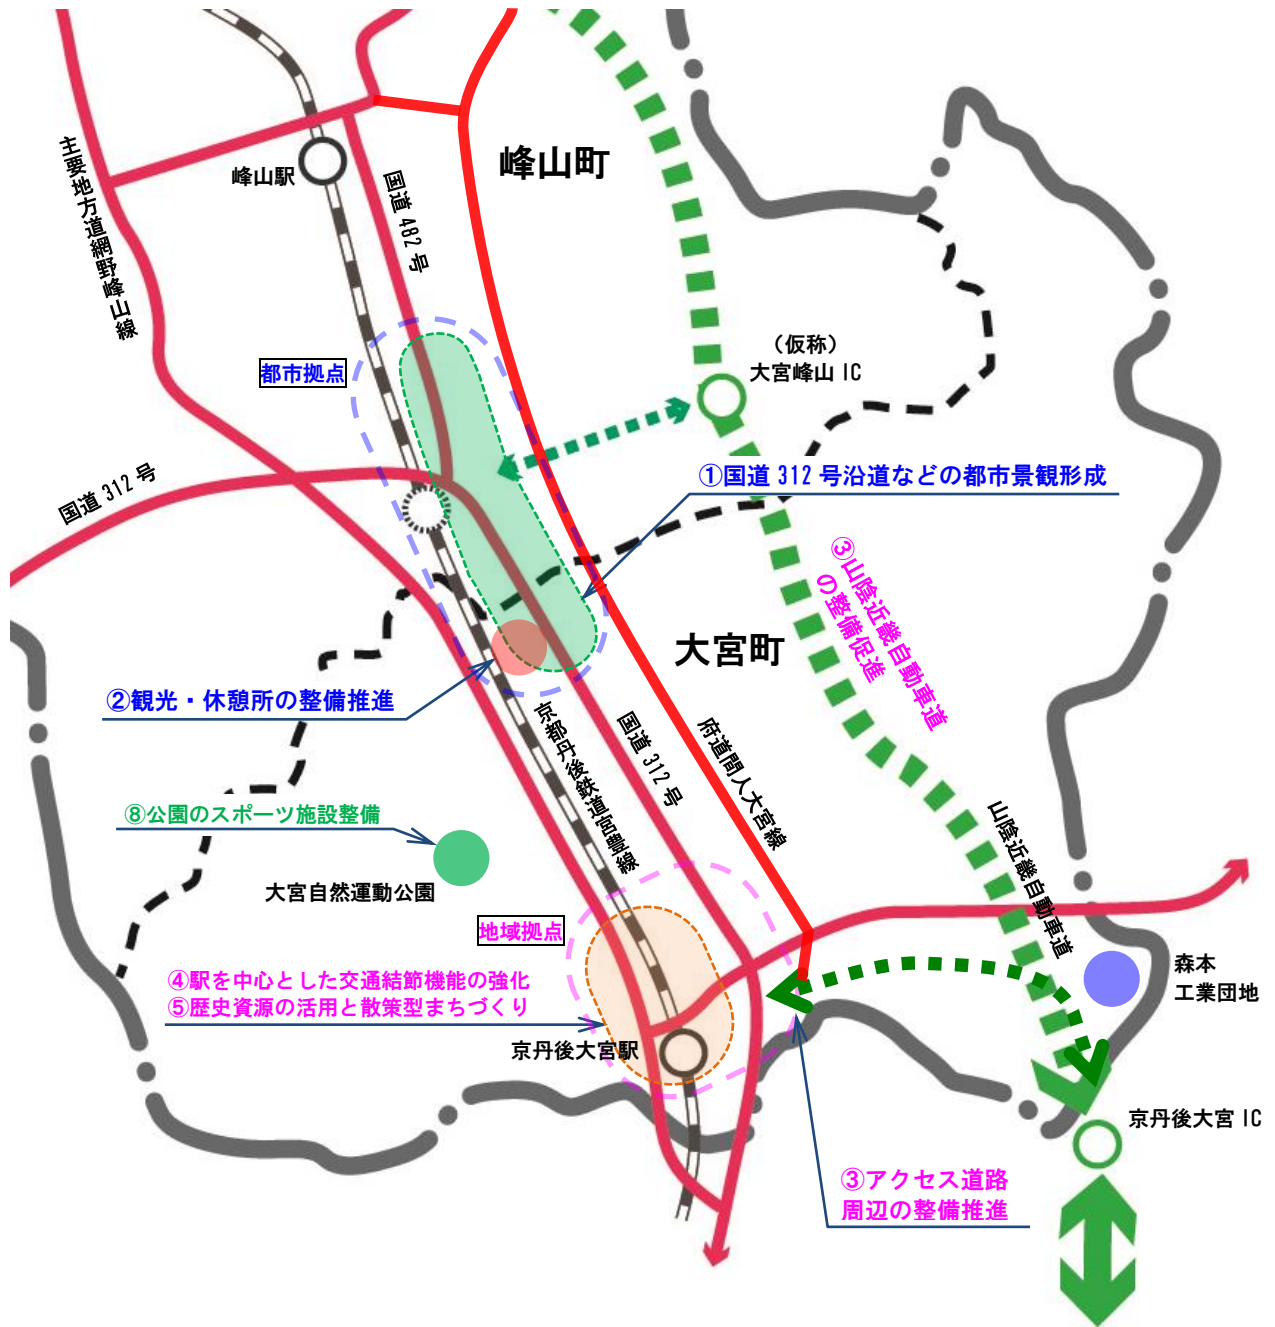 主要地方道網野峰山線
峰山駅
国道 482 号
峰山町
（仮称）
大宮峰山 IC
都市拠点
国道 312 号
①国道 312 号沿道などの都市景観形成
③山陰近畿自動車道
の整備促進
大宮町
②観光・休憩所の整備推進
京都丹後鉄道宮豊線
国道 312 号
府道間人大宮線
⑧公園のスポーツ施設整備
大宮自然運動公園
山陰近畿自動車道
地域拠点
④駅を中心とした交通結節機能の強化
⑤歴史資源の活用と散策型まちづくり
京丹後大宮駅
森本
工業団地
京丹後大宮 IC
③アクセス道路
周辺の整備推進